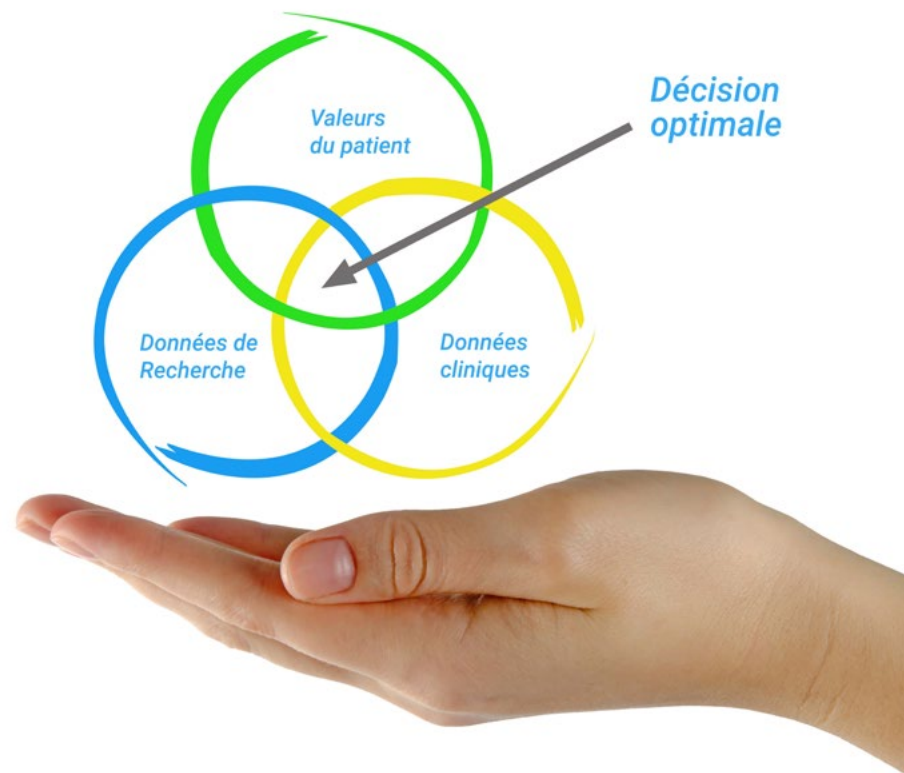 Décision
optimale
Valeurs
du patient
Données de
Recherche
Données
cliniques